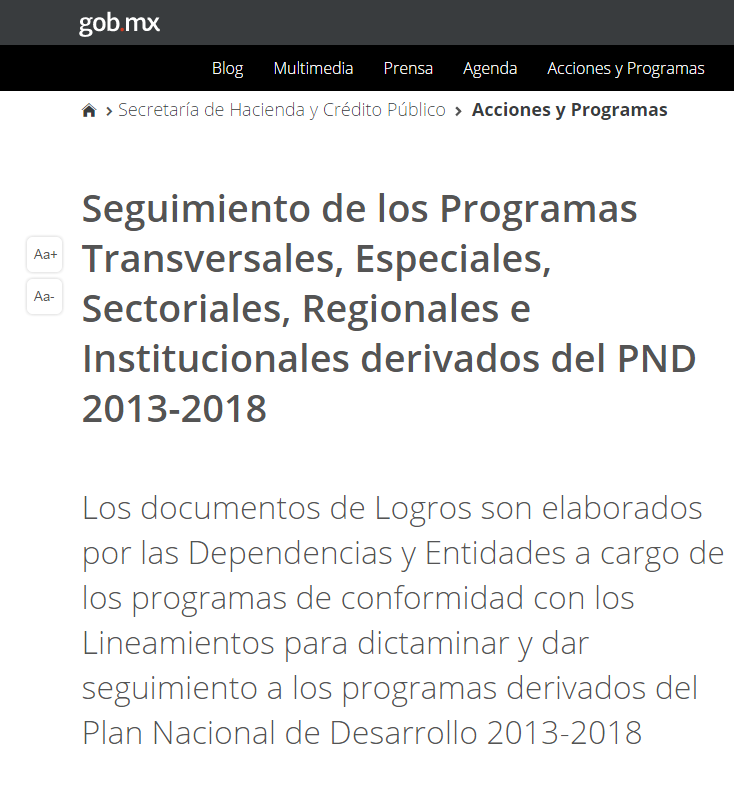 gob.mx
Blog Multimedia Prensa Agenda Acciones y Programas
> Secretaría de Hacienda y Crédito Público > Acciones y Programas
Aa+
Aa-
Seguimiento de los Programas
Transversales, Especiales,
Sectoriales, Regionales e
Institucionales derivados del PND
2013-2018
Los documentos de Logros son elaborados
por las Dependencias y Entidades a cargo de
los programas de conformidad con los
Lineamientos para dictaminar y dar
seguimiento a los programas derivados del
Plan Nacional de Desarrollo 2013-2018